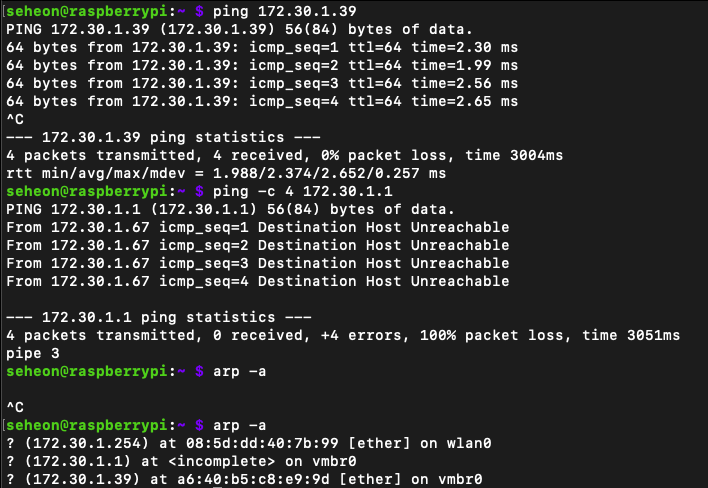 [seheon@raspberrypi:~ $ ping 172.30.1.39
PING 172.30.1.39 (172.30.1.39) 56(84) bytes of data.
64 bytes from 172.30.1.39: icmp_seq=1 ttl=64 time=2.30 ms
64 bytes from 172.30.1.39: icmp_seq=2 ttl=64 time=1.99 ms
64 bytes from 172.30.1.39: icmp_seq=3 ttl=64 time=2.56 ms
64 bytes from 172.30.1.39: icmp_seq=4 ttl=64 time=2.65 ms
^C
--- 172.30.1.39 ping statistics ---
4 packets transmitted, 4 received, 0% packet loss, time 3004ms
rtt min/avg/max/mdev = 1.988/2.374/2.652/0.257 ms
[seheon@raspberrypi:~ $ ping -c 4 172.30.1.1
PING 172.30.1.1 (172.30.1.1) 56(84) bytes of data.
From 172.30.1.67 icmp_seq=1 Destination Host Unreachable
From 172.30.1.67 icmp_seq=2 Destination Host Unreachable
From 172.30.1.67 icmp_seq=3 Destination Host Unreachable
From 172.30.1.67 icmp_seq=4 Destination Host Unreachable
--- 172.30.1.1 ping statistics ---
4 packets transmitted, 0 received, +4 errors, 100% packet loss, time 3051ms
pipe 3
[seheon@raspberrypi:~ $ arp -a
^C
[seheon@raspberrypi:~ $ arp -a
? (172.30.1.254) at 08:5d:dd:40:7b:99 [ether] on wlan0
? (172.30.1.1) at <incomplete> on vmbr0
? (172.30.1.39) at a6:40:b5:c8:e9:9d [ether] on vmbr0